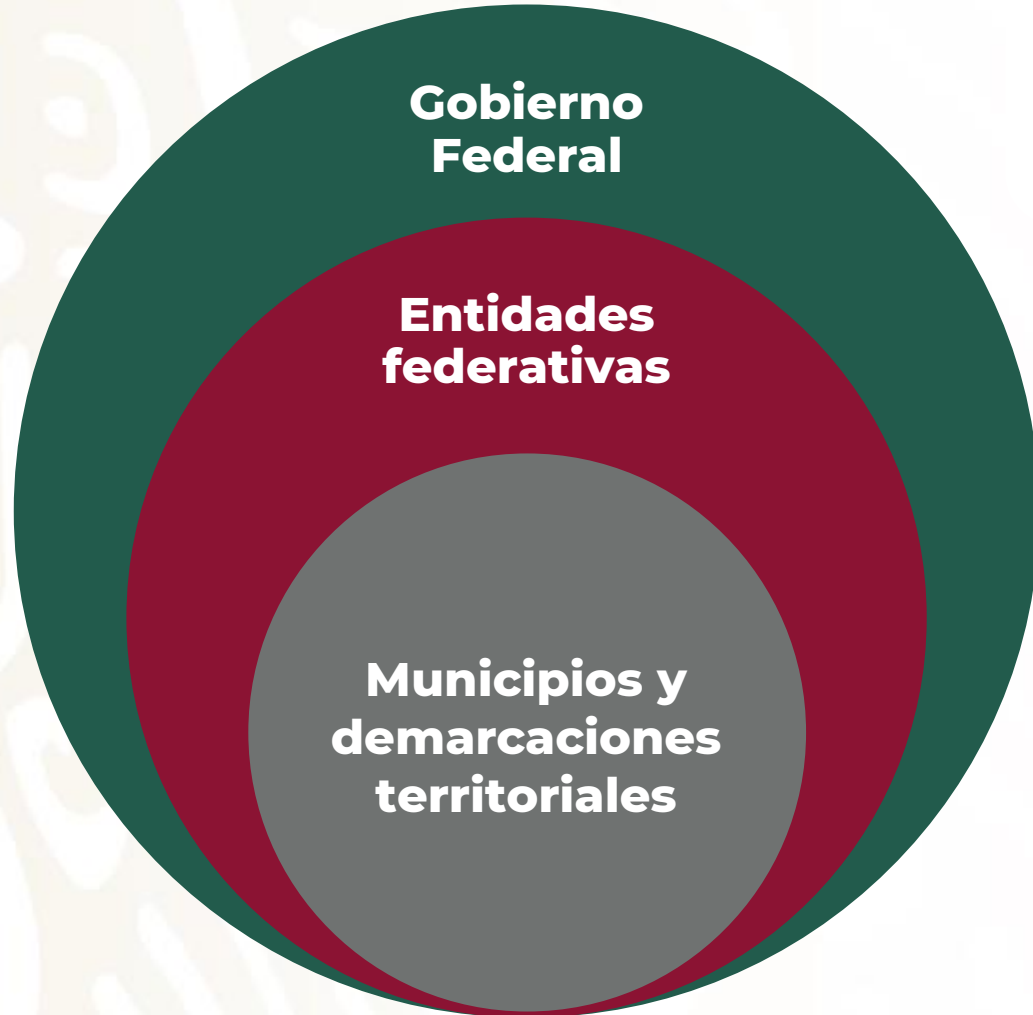 Gobierno
Federal
Entidades
federativas
Municipios y
demarcaciones
territoriales